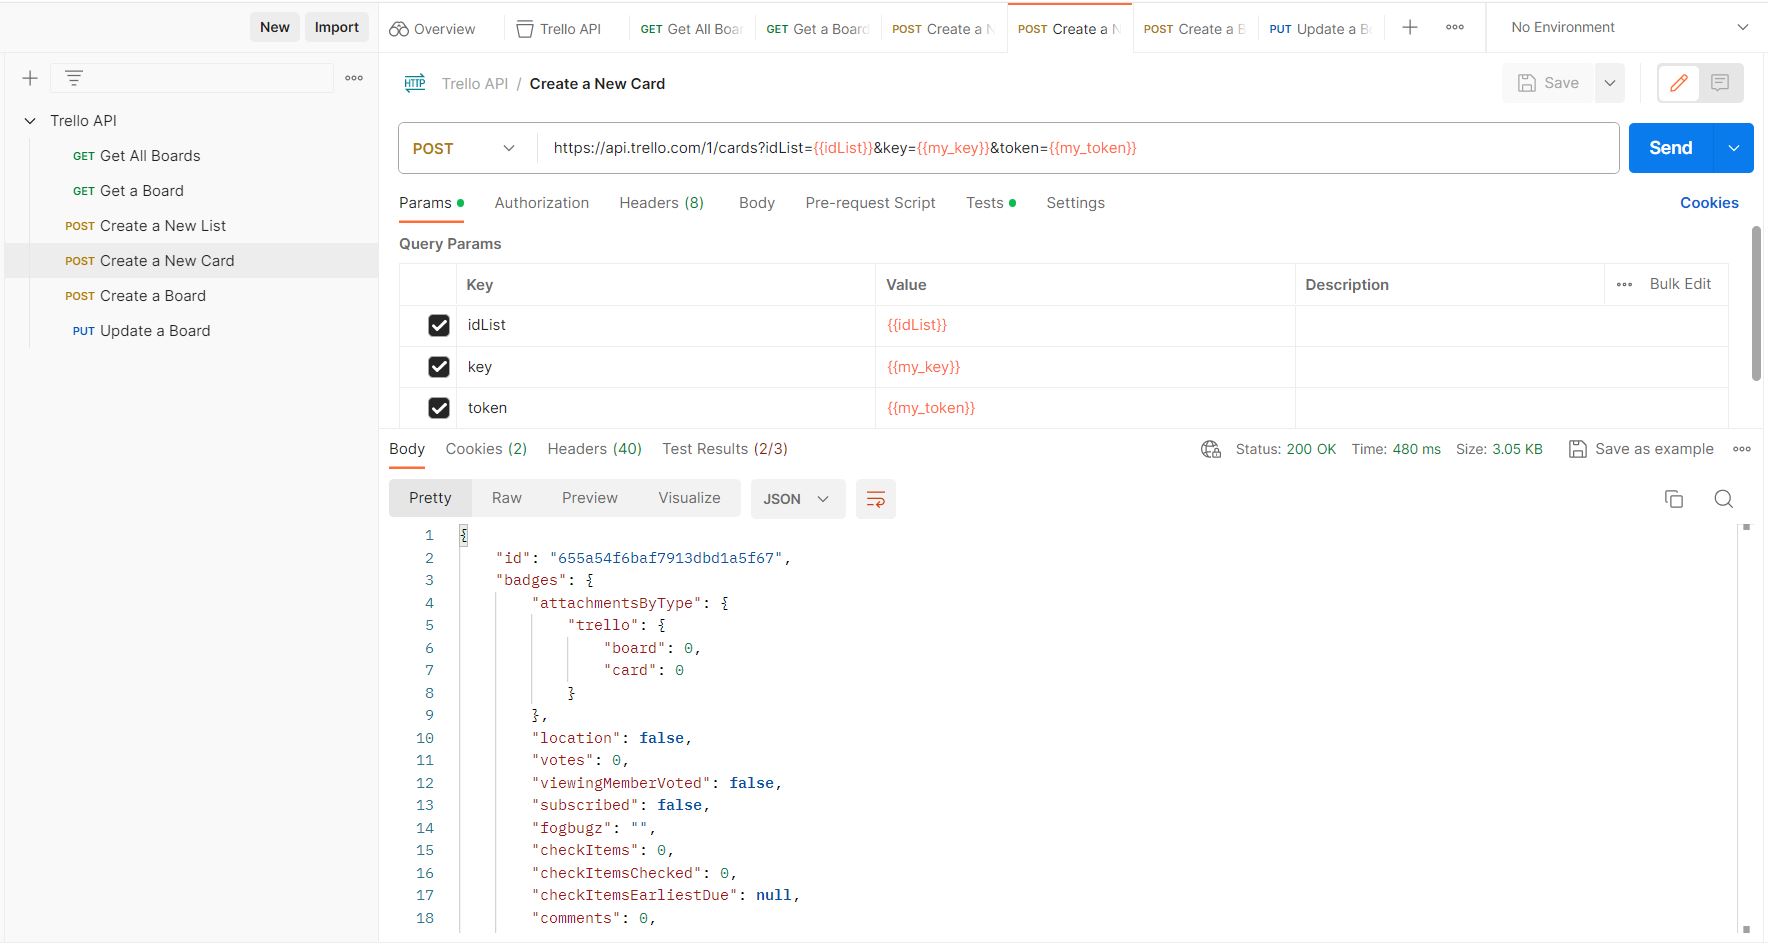 New Import
Overview Trello API GET Get All Boar GET Get a Board POST Create a N POST Create a N POST Create a B PUT Update a Bo No Environment
HTTP Trello API / Create a New Card Save
Trello API
GET Get All Boards
GET Get a Board
POST Create a New List
POST Create a New Card
POST Create a Board
PUT Update a Board
POST https://api.trello.com/1/cards?idList={{idList}}&key={{my_key}}&token={{my_token}} Send
Params Authorization Headers (8) Body Pre-request Script Tests Settings Cookies
Query Params
Key Value Description Bulk Edit
idList {{idList}}
key {{my_key}}
token {{my_token}}
Body Cookies (2) Headers (40) Test Results (2/3) Status: 200 OK Time: 480 ms Size: 3.05 KB Save as example
Pretty Raw Preview Visualize JSON
1 {
2 "id": "655a54f6baf7913dbd1a5f67",
3 "badges": {
4 "attachmentsByType": {
5 "trello": {
6 "board": 0,
7 "card": 0
8 }
9 },
10 "location": false,
11 "votes": 0,
12 "viewingMemberVoted": false,
13 "subscribed": false,
14 "fogbugz": "",
15 "checkItems": 0,
16 "checkItemsChecked": 0,
17 "checkItemsEarliestDue": null,
18 "comments": 0,